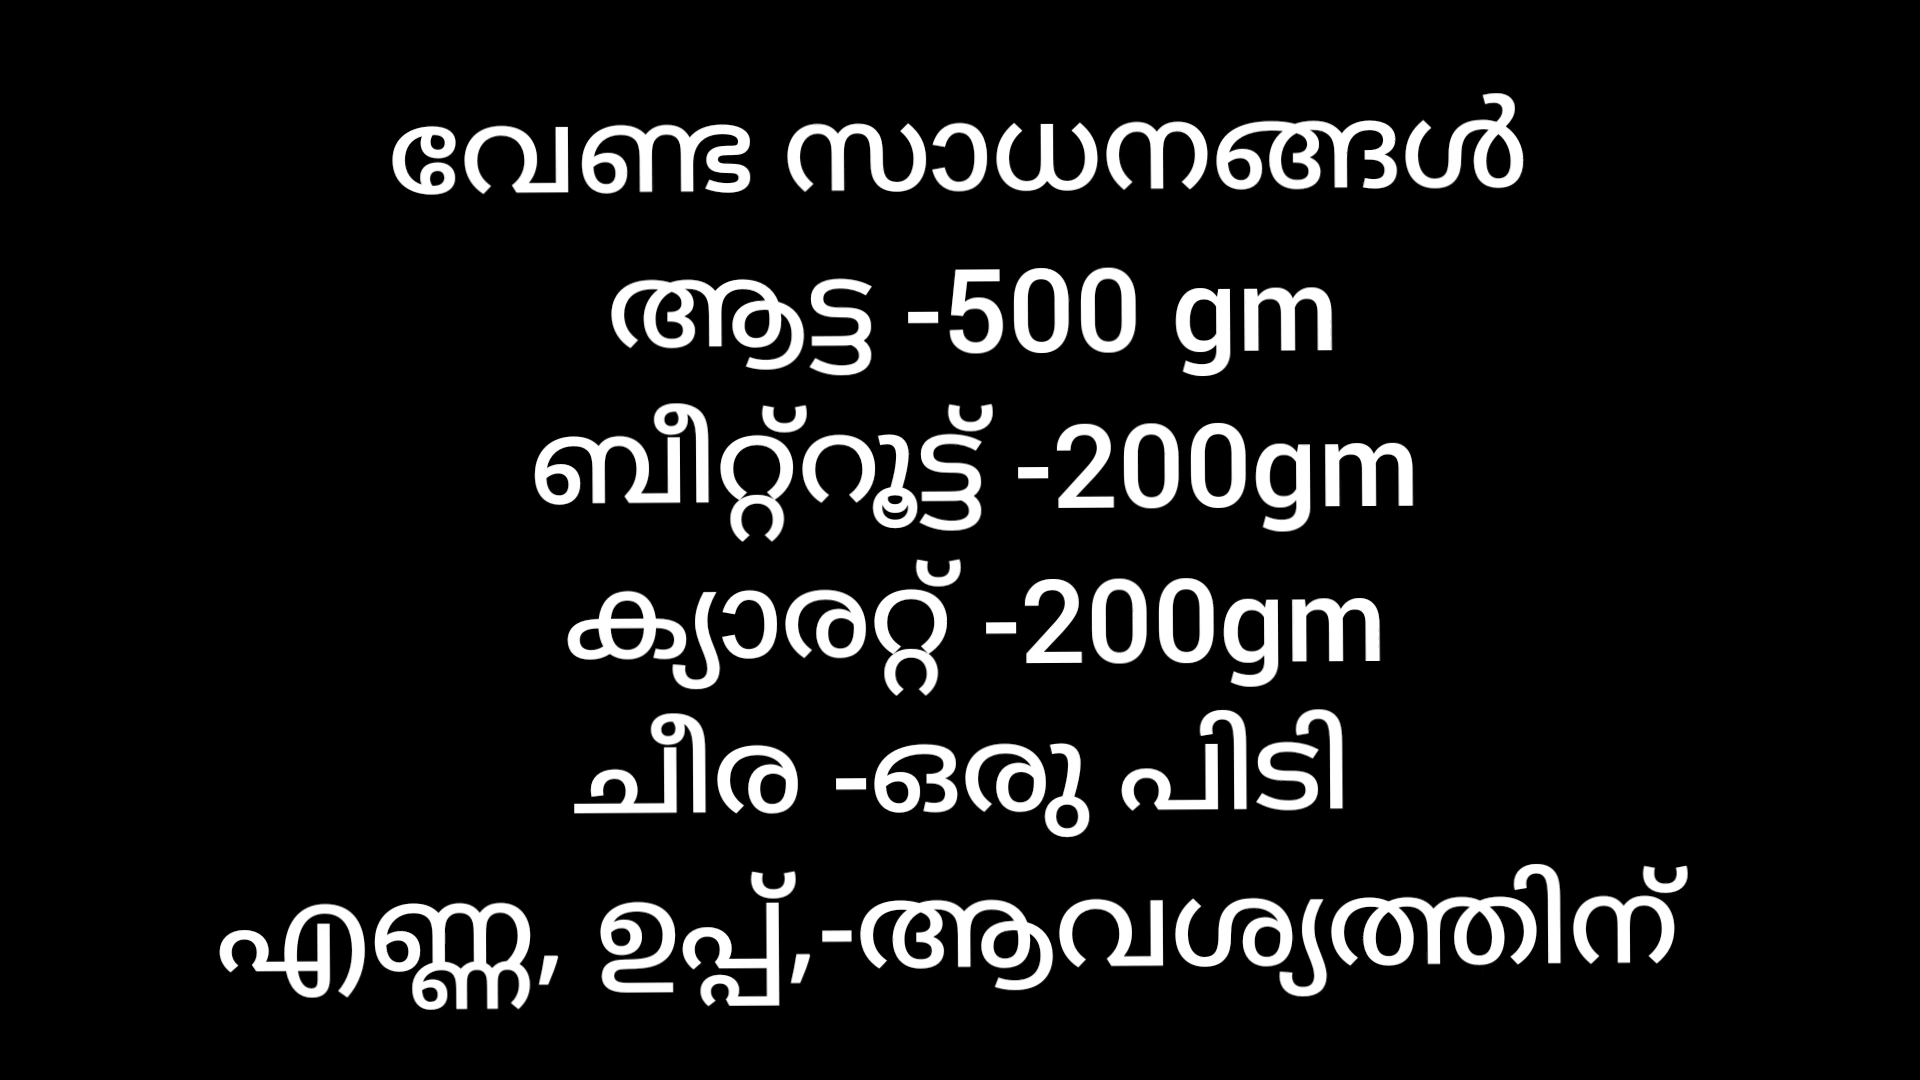 വേണ്ട സാധനങ്ങൾ
ആട്ട -500 gm
ബീറ്റ്റൂട്ട് -200gm
ക്യാരറ്റ് -200gm
ചീര -ഒരു പിടി
എണ്ണ, ഉപ്പ്,-ആവശ്യത്തിന്